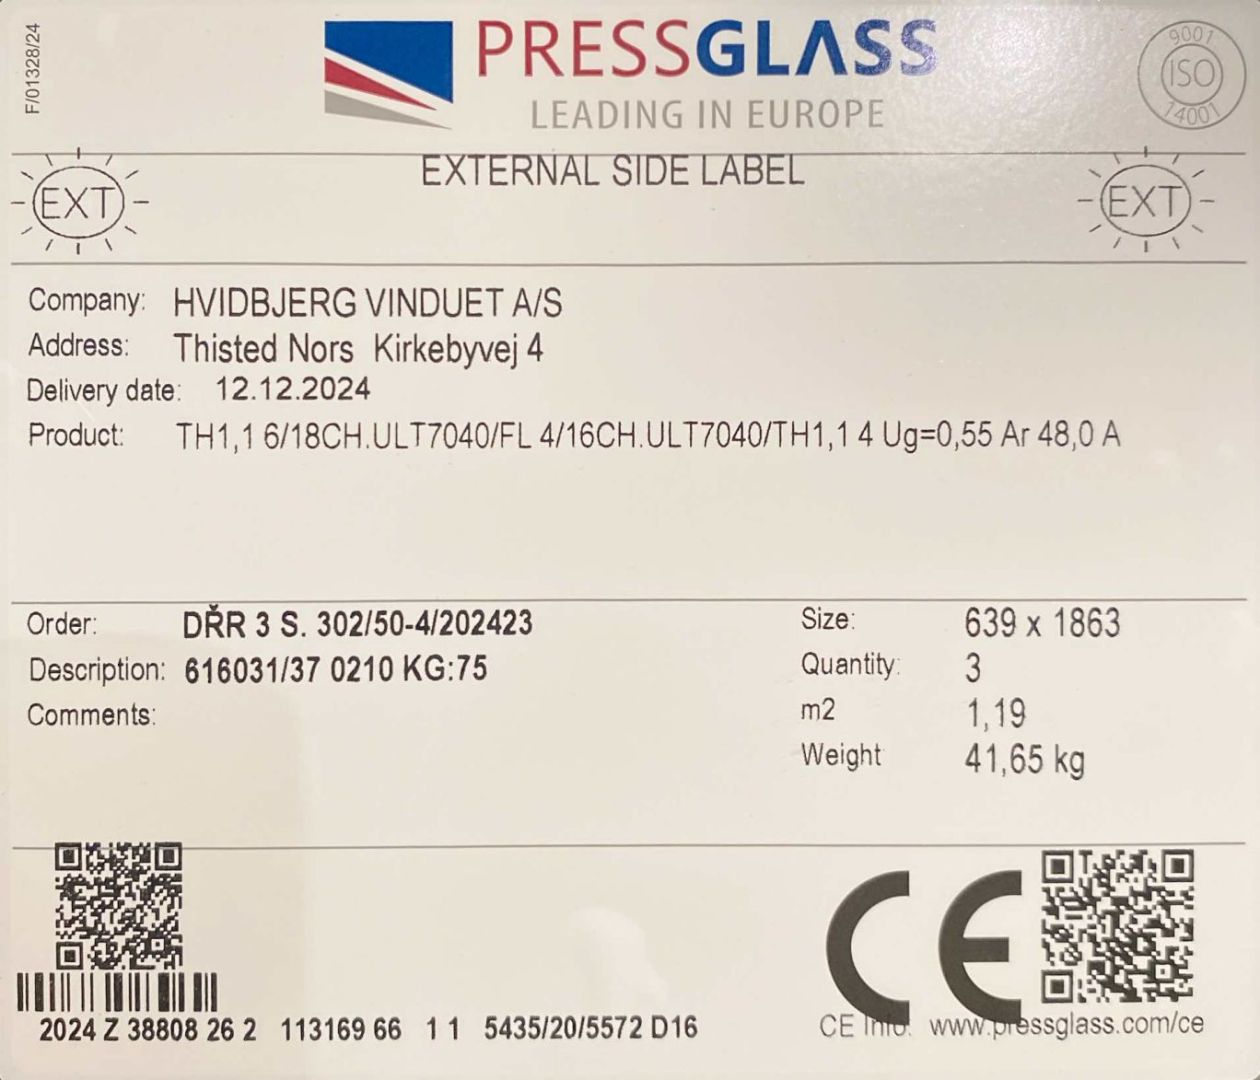 F/01328/24
PRESSGLASS
LEADING IN EUROPE
9001
ISO
14001
EXTERNAL SIDE LABEL
EXT
EXT
Company: HVIDBJERG VINDUET A/S
Address: Thisted Nors Kirkebyvej 4
Delivery date: 12.12.2024
Product: TH1,1 6/18CH.ULT7040/FL 4/16CH.ULT7040/TH1,1 4 Ug=0,55 Ar 48,0 A
Order: DŘR 3 S. 302/50-4/202423
Size: 639 x 1863
Description: 616031/37 0210 KG:75
Quantity: 3
Comments:
m2 1,19
Weight 41,65 kg
CE
2024 Z 38808 26 2 113169 66 1 1 5435/20/5572 D16
CE Info: www.pressglass.com/ce